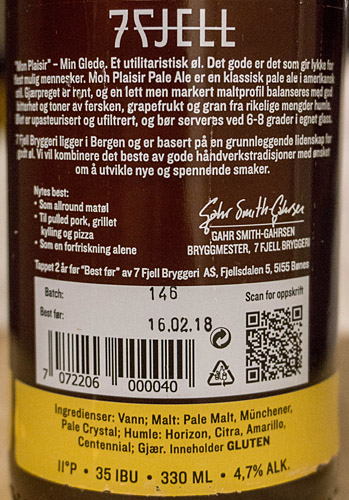 7FJELL
"Mon Plaisir" - Min Glede. Et utilitaristisk øl. Det gode er det som gir lykke for
flest mulig mennesker. Mon Plaisir Pale Ale er en klassisk pale ale i amerikansk
stil. Gjærpreget er rent, og en lett men markert maltprofil balanseres med god
bitterhet og toner av fersken, grapefrukt og gran fra rikelige mengder humle.
Ølet er upasteurisert og ufiltrert, og bør serveres ved 6-8 grader i egnet glass.
7 Fjell Bryggeri ligger i Bergen og er basert på en grunnleggende lidenskap for
godt øl. Vi vil kombinere det beste av gode håndverkstradisjoner med ønsket
om å utvikle nye og spennende smaker.
Nytes best:
• Som allround matøl
• Til pulled pork, grillet
kylling og pizza
• Som en forfriskning alene
Gahr Smith-Gahrsen
GAHR SMITH-GAHRSEN
BRYGGMESTER, 7 FJELL BRYGGERI
Tappet 2 år før "Best før" av 7 Fjell Bryggeri AS, Fjellsdalen 5, 5155 Bønes
Batch: 146
Best før: 16.02.18
Scan for oppskrift
7 072206 000040
Ingredienser: Vann; Malt: Pale Malt, Münchener,
Pale Crystal; Humle: Horizon, Citra, Amarillo,
Centennial; Gjær. Inneholder GLUTEN
11°P • 35 IBU • 330 ML • 4,7% ALK.